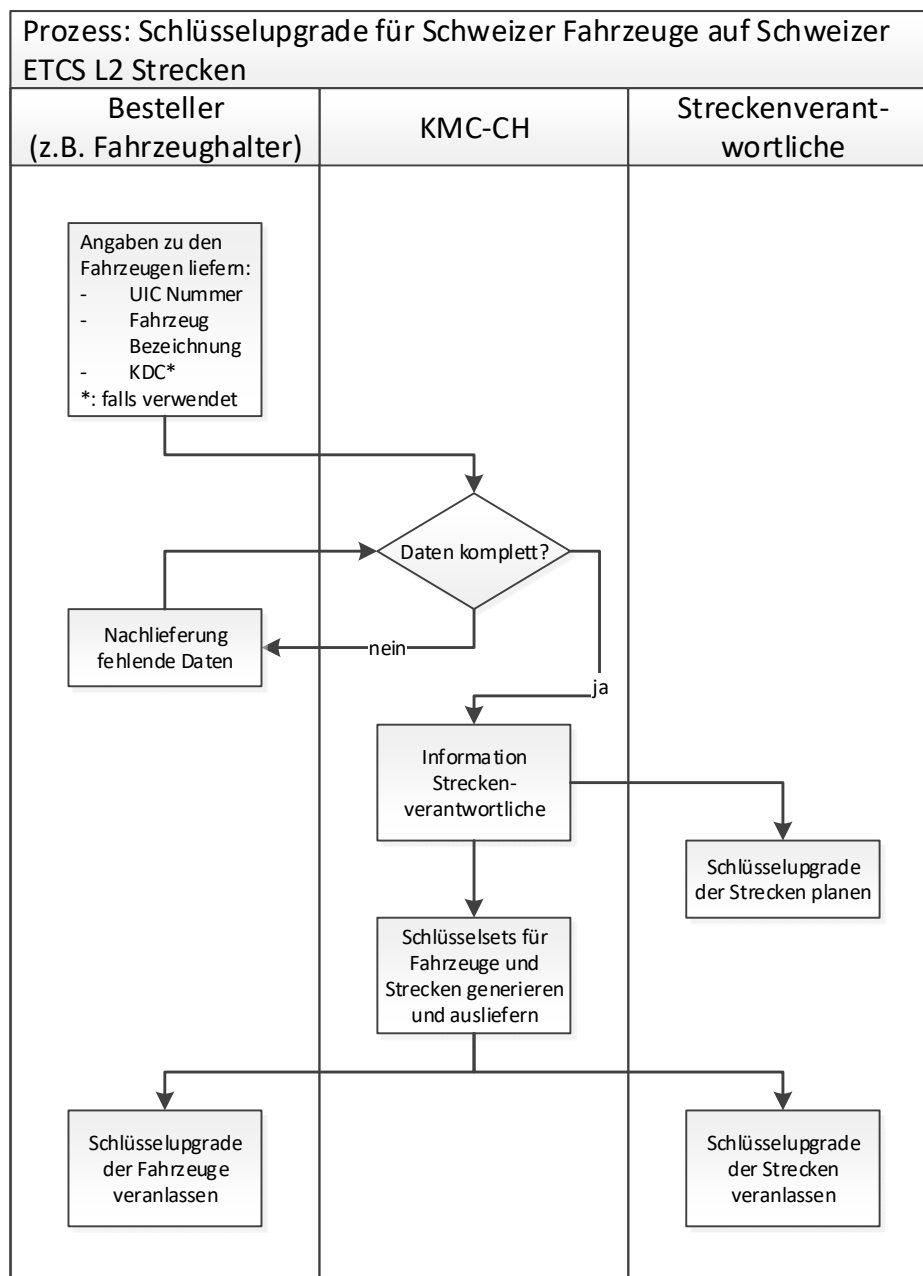 Prozess: Schlüsselupgrade für Schweizer Fahrzeuge auf Schweizer
ETCS L2 Strecken
Besteller
(z.B. Fahrzeughalter)
KMC-CH
Streckenverant-
wortliche
Angaben zu den
Fahrzeugen liefern:
- UIC Nummer
- Fahrzeug
Bezeichnung
- KDC*
*: falls verwendet
Daten komplett?
Nachlieferung
fehlende Daten
nein
ja
Information
Strecken-
verantwortliche
Schlüsselupgrade
der Strecken planen
Schlüsselsets für
Fahrzeuge und
Strecken generieren
und ausliefern
Schlüsselupgrade
der Fahrzeuge
veranlassen
Schlüsselupgrade
der Strecken
veranlassen